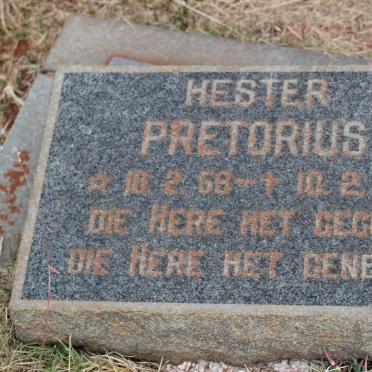 HESTER
PRETORIUS
☆ 10.2.68 – ✝ 10.2
DIE HERE HET GEG
DIE HERE HET GENE